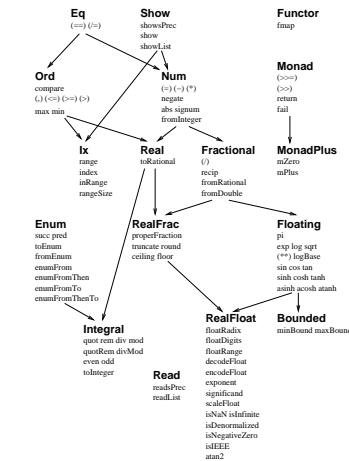 Eq
(==) (/=)
Show
showsPrec
show
showList
Functor
fmap
Ord
compare
(,) (<=) (>=) (>)
max min
Num
(=) (−) (*)
negate
abs signum
fromInteger
Monad
(>>=)
(>>)
return
fail
Ix
range
index
inRange
rangeSize
Real
toRational
Fractional
(/)
recip
fromRational
fromDouble
MonadPlus
mZero
mPlus
Enum
succ pred
toEnum
fromEnum
enumFrom
enumFromThen
enumFromTo
enumFromThenTo
RealFrac
properFraction
truncate round
ceiling floor
Floating
pi
exp log sqrt
(**) logBase
sin cos tan
sinh cosh tanh
asinh acosh atanh
Integral
quot rem div mod
quotRem divMod
even odd
toInteger
Read
readsPrec
readList
RealFloat
floatRadix
floatDigits
floatRange
decodeFloat
encodeFloat
exponent
significand
scaleFloat
isNaN isInfinite
isDenormalized
isNegativeZero
isIEEE
atan2
Bounded
minBound maxBound